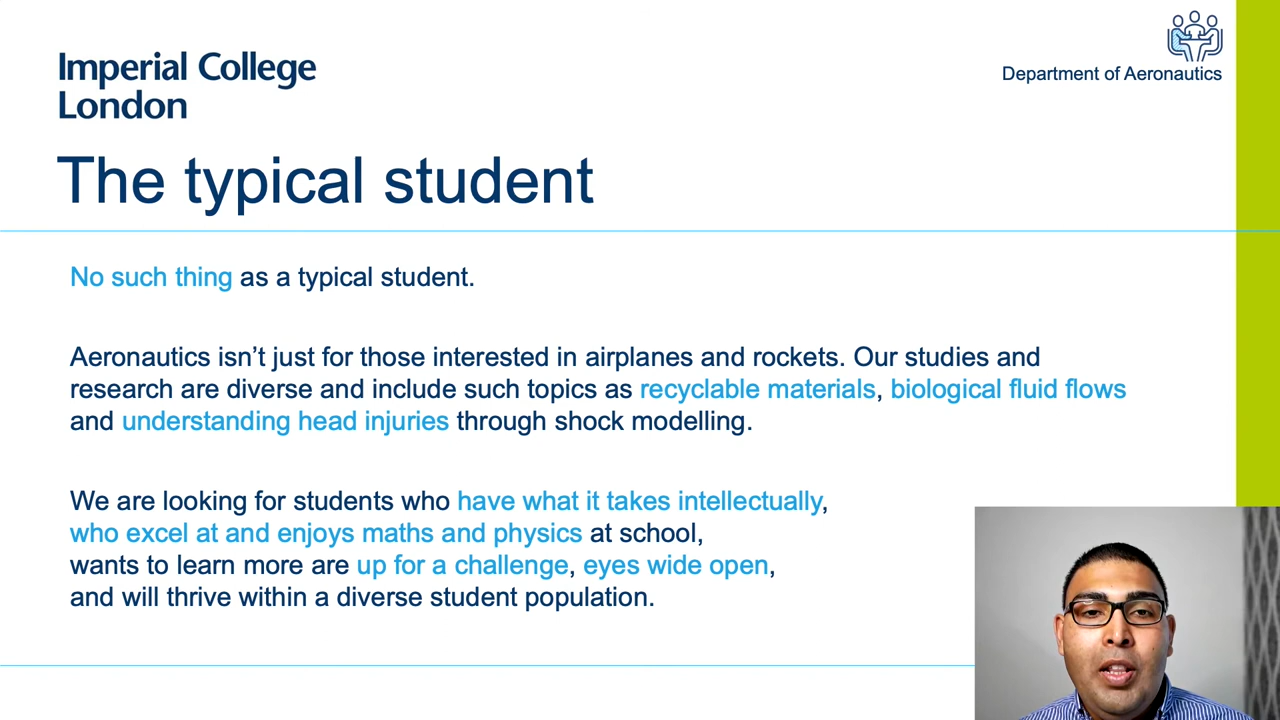 Department of Aeronautics
Imperial College
London
The typical student
No such thing as a typical student.
Aeronautics isn’t just for those interested in airplanes and rockets. Our studies and
research are diverse and include such topics as recyclable materials, biological fluid flows
and understanding head injuries through shock modelling.
We are looking for students who have what it takes intellectually,
who excel at and enjoys maths and physics at school,
wants to learn more are up for a challenge, eyes wide open,
and will thrive within a diverse student population.